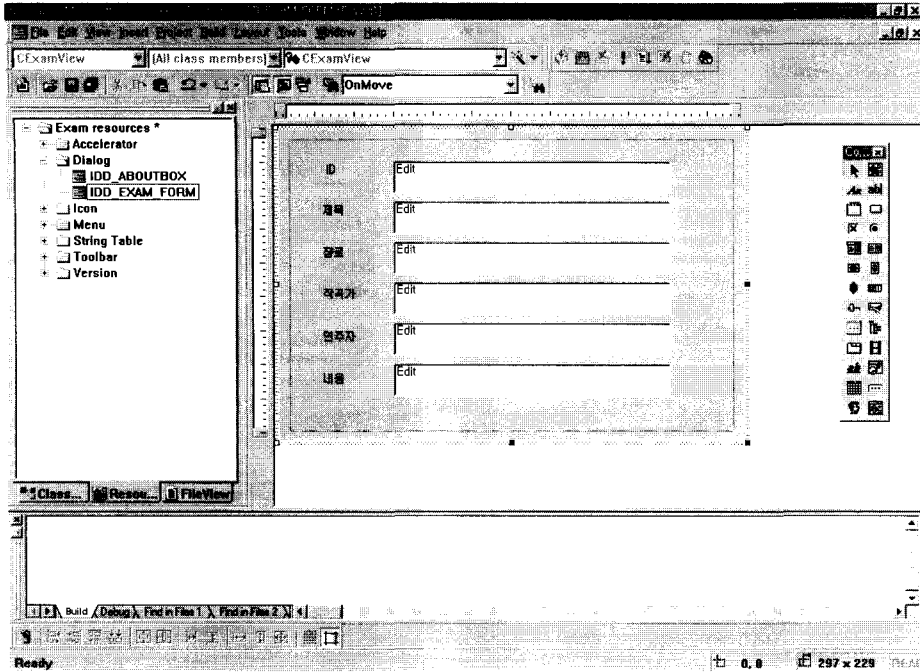 File Edit View Insert Project Build Layout Tools Window Help
CExamView [All class members] CExamView
OnMove
Exam resources *
Accelerator
Dialog
IDD_ABOUTBOX
IDD_EXAM_FORM
Icon
Menu
String Table
Toolbar
Version
Class... Resou... FileView
ID Edit
제목 Edit
장르 Edit
작곡가 Edit
연주자 Edit
내용 Edit
Build Debug Find in Files 1 Find in Files 2
Ready 0, 0 297 x 229